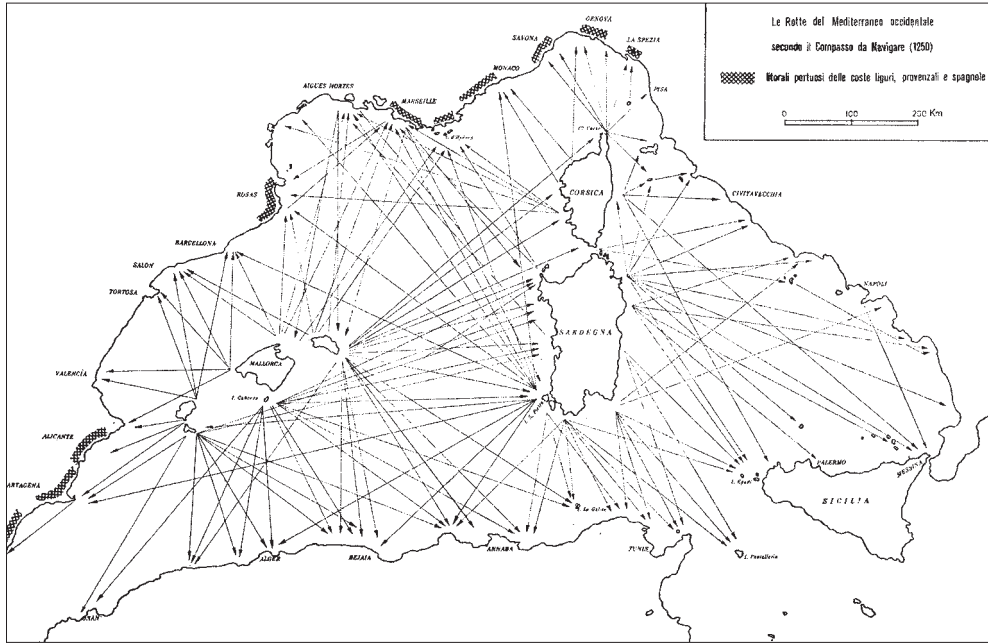 Le Rotte del Mediterraneo occidentale
secondo il Compasso da Navigare (1250)
litorali pertuosi delle coste liguri, provenzali e spagnole
0 100 200 Km
GENOVA
SAVONA
LA SPEZIA
MONACO
PISA
AIGUES MORTES
MARSEILLE
CORSICA
CIVITAVECCHIA
ROSAS
BARCELLONA
SALON
TORTOSA
NAPOLI
SARDEGNA
MALLORCA
VALENCIA
I. Cabrera
ALICANTE
ARTAGENA
PALERMO
MESSINA
SICILIA
I. La Galite
ALGER
BEJAIA
ANNABA
TUNIS
I. Pantelleria
ORAN